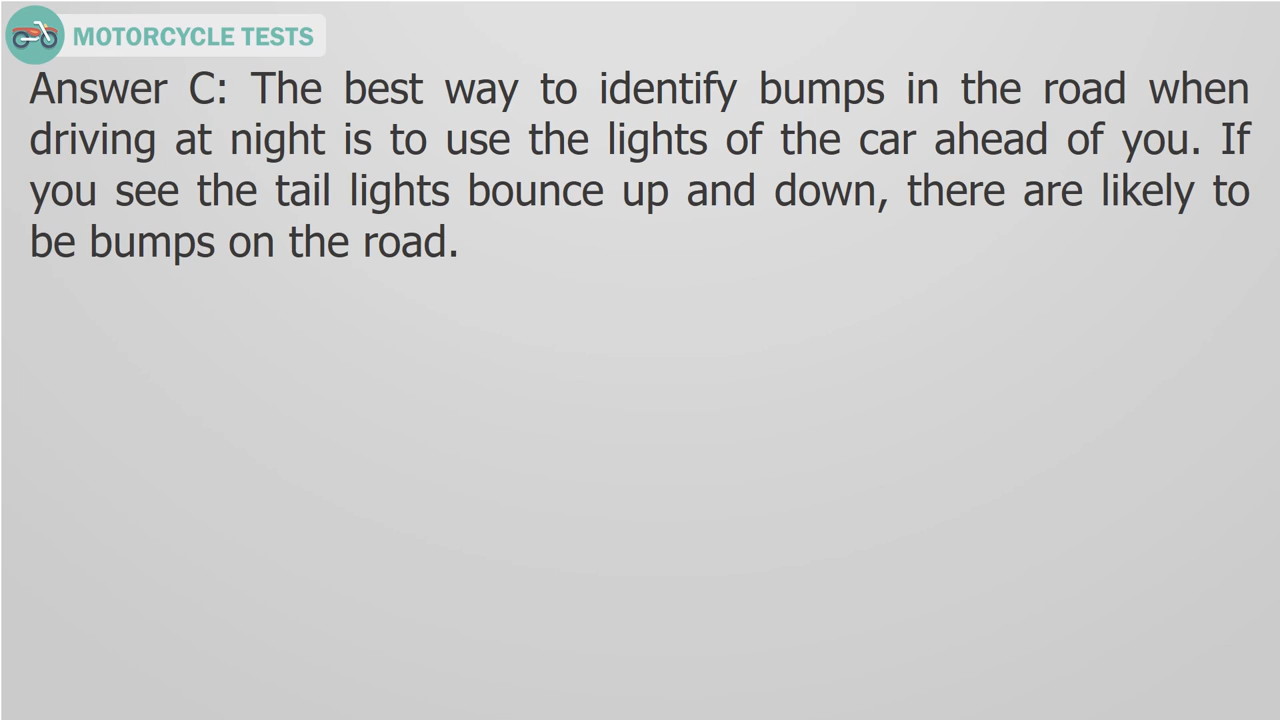 MOTORCYCLE TESTS
Answer C: The best way to identify bumps in the road when
driving at night is to use the lights of the car ahead of you. If
you see the tail lights bounce up and down, there are likely to
be bumps on the road.